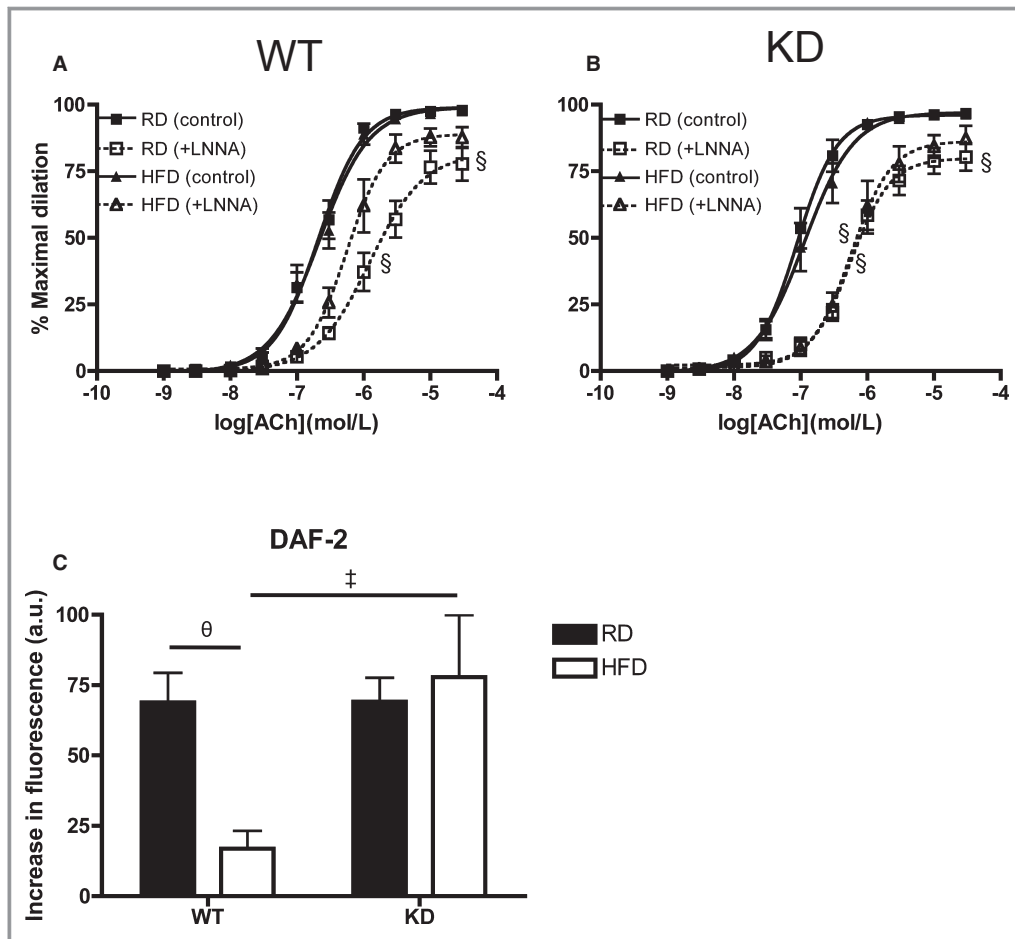 WT
A
100
75
50
25
0
% Maximal dilation
RD (control)
RD (+LNNA)
HFD (control)
HFD (+LNNA)
§
§
-10 -9 -8 -7 -6 -5 -4
log[ACh](mol/L)
KD
B
100
75
50
25
0
RD (control)
RD (+LNNA)
HFD (control)
HFD (+LNNA)
§
§
§
-10 -9 -8 -7 -6 -5 -4
log[ACh](mol/L)
DAF-2
C
Increase in fluorescence (a.u.)
100
75
50
25
0
θ
‡
WT KD
RD
HFD